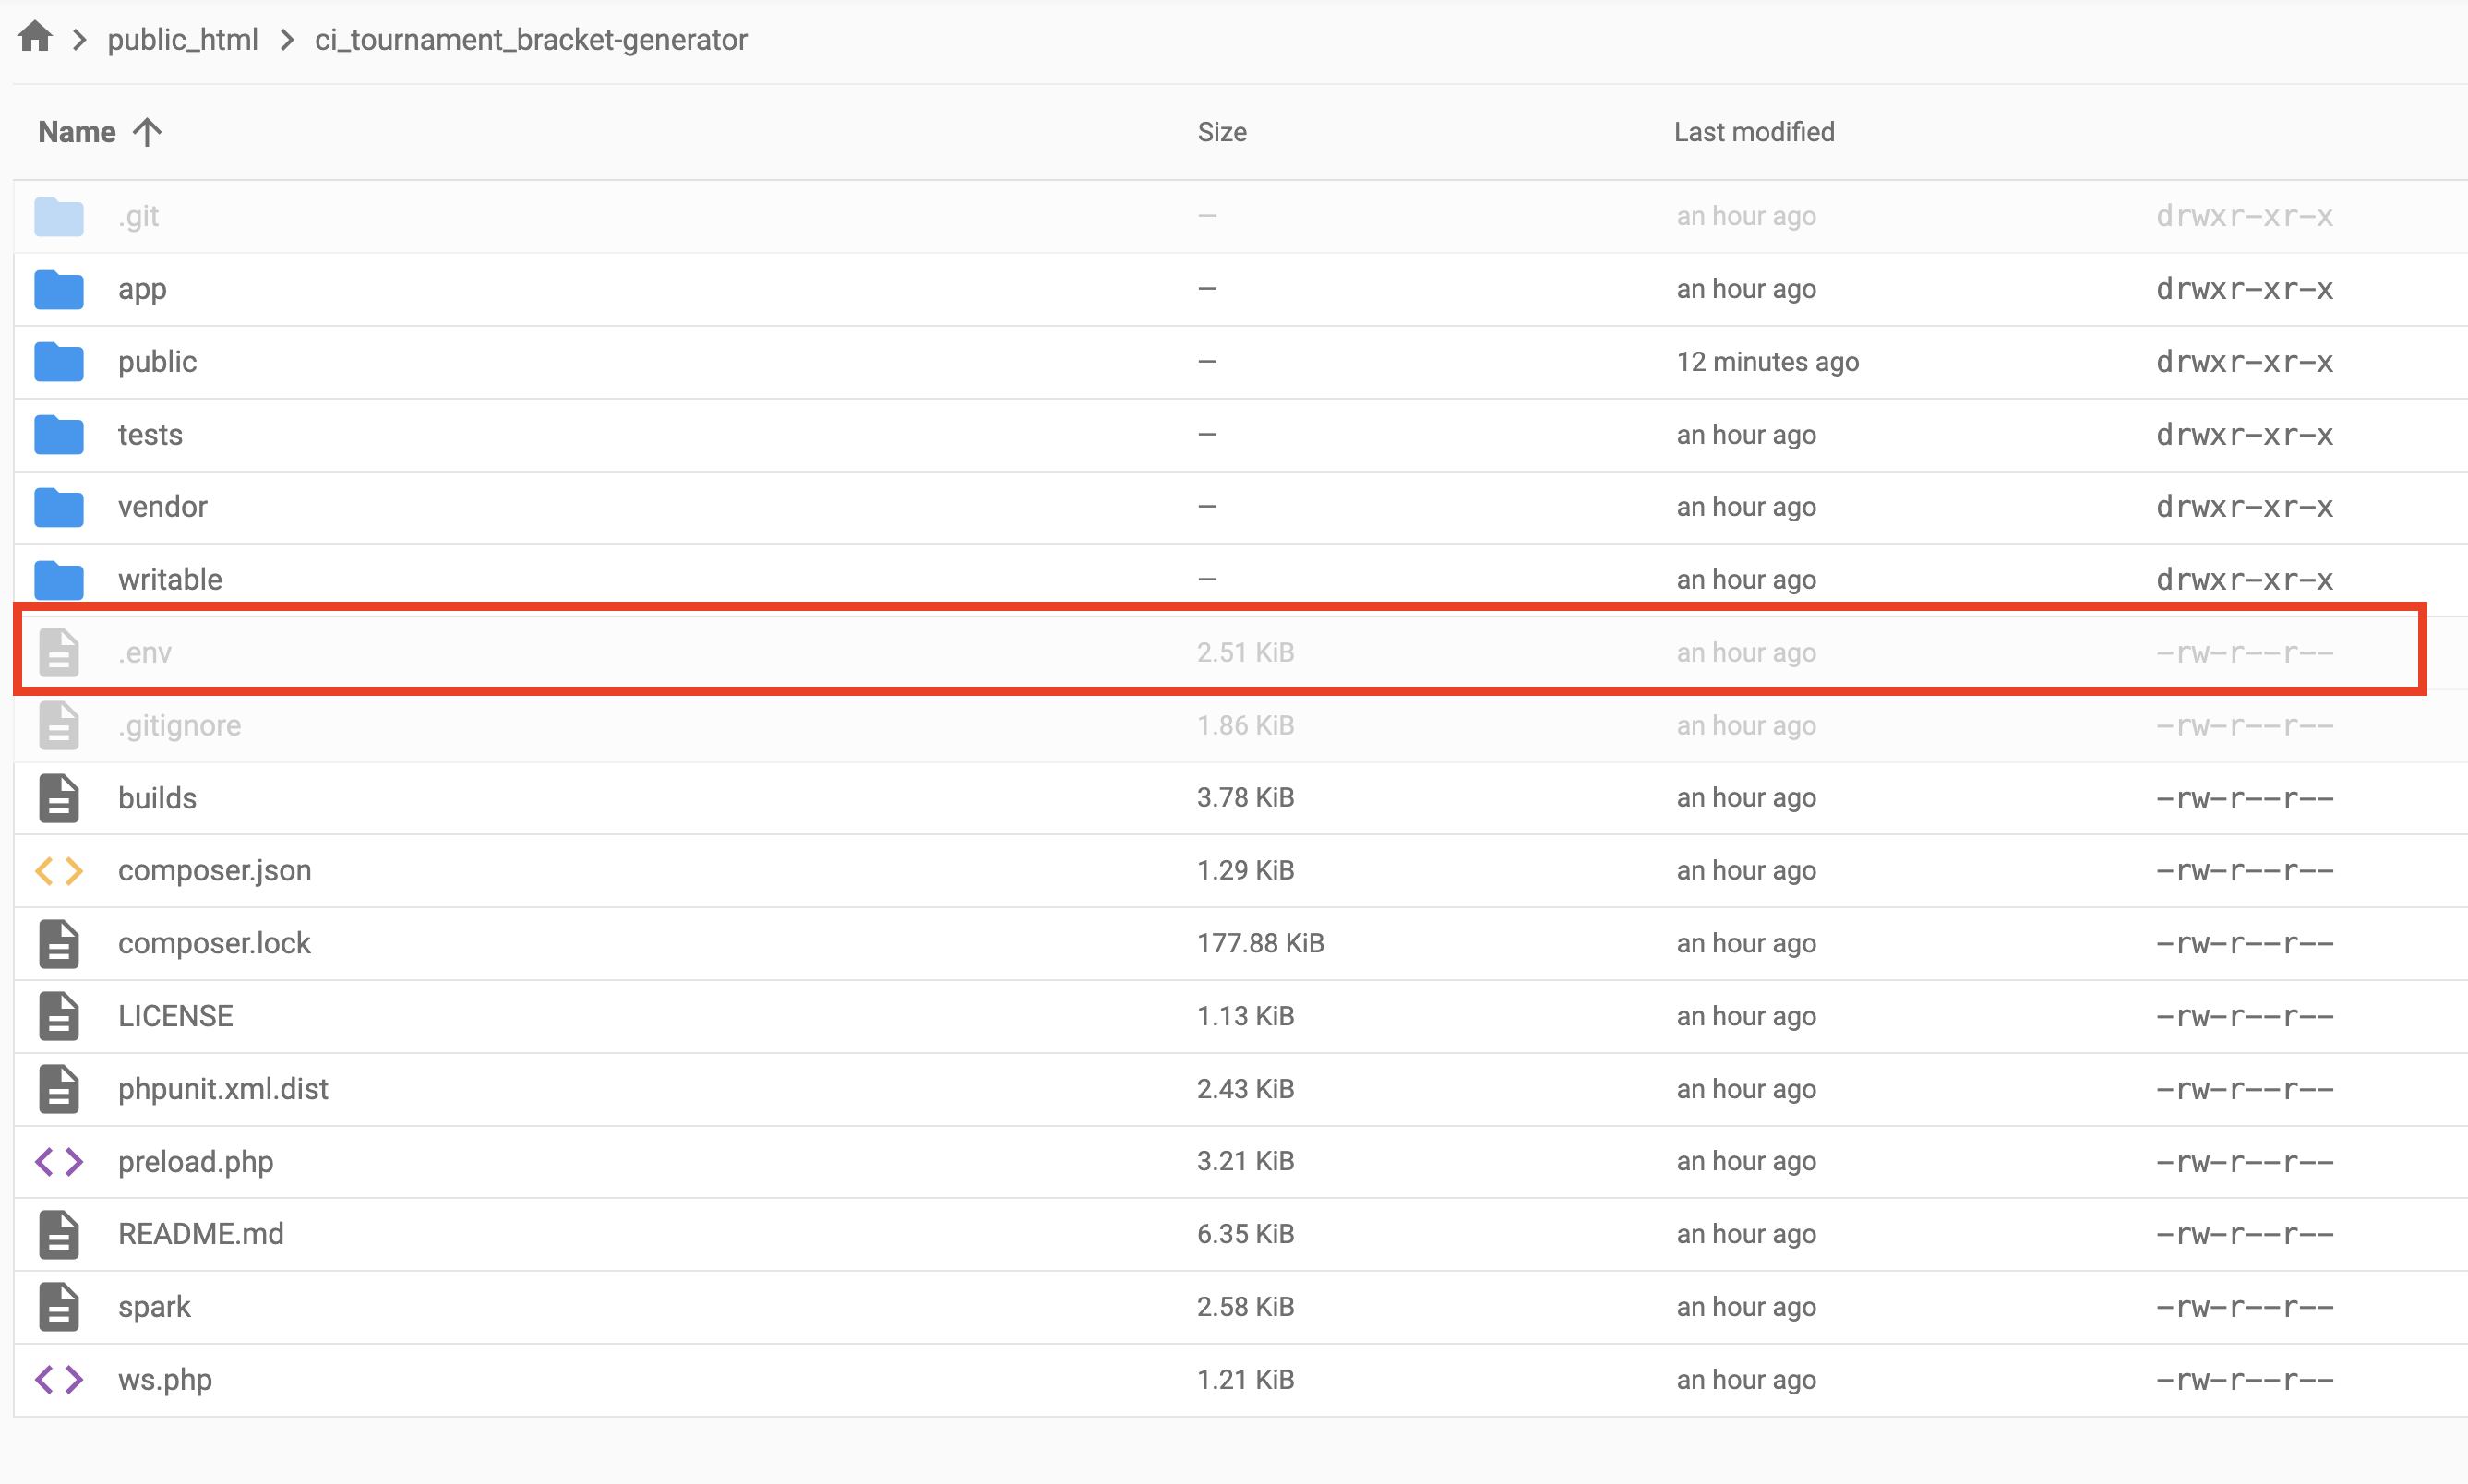 public_html > ci_tournament_bracket-generator
Name Size Last modified
.git – an hour ago drwxr-xr-x
app – an hour ago drwxr-xr-x
public – 12 minutes ago drwxr-xr-x
tests – an hour ago drwxr-xr-x
vendor – an hour ago drwxr-xr-x
writable – an hour ago drwxr-xr-x
.env 2.51 KiB an hour ago -rw-r--r--
.gitignore 1.86 KiB an hour ago -rw-r--r--
builds 3.78 KiB an hour ago -rw-r--r--
composer.json 1.29 KiB an hour ago -rw-r--r--
composer.lock 177.88 KiB an hour ago -rw-r--r--
LICENSE 1.13 KiB an hour ago -rw-r--r--
phpunit.xml.dist 2.43 KiB an hour ago -rw-r--r--
preload.php 3.21 KiB an hour ago -rw-r--r--
README.md 6.35 KiB an hour ago -rw-r--r--
spark 2.58 KiB an hour ago -rw-r--r--
ws.php 1.21 KiB an hour ago -rw-r--r--